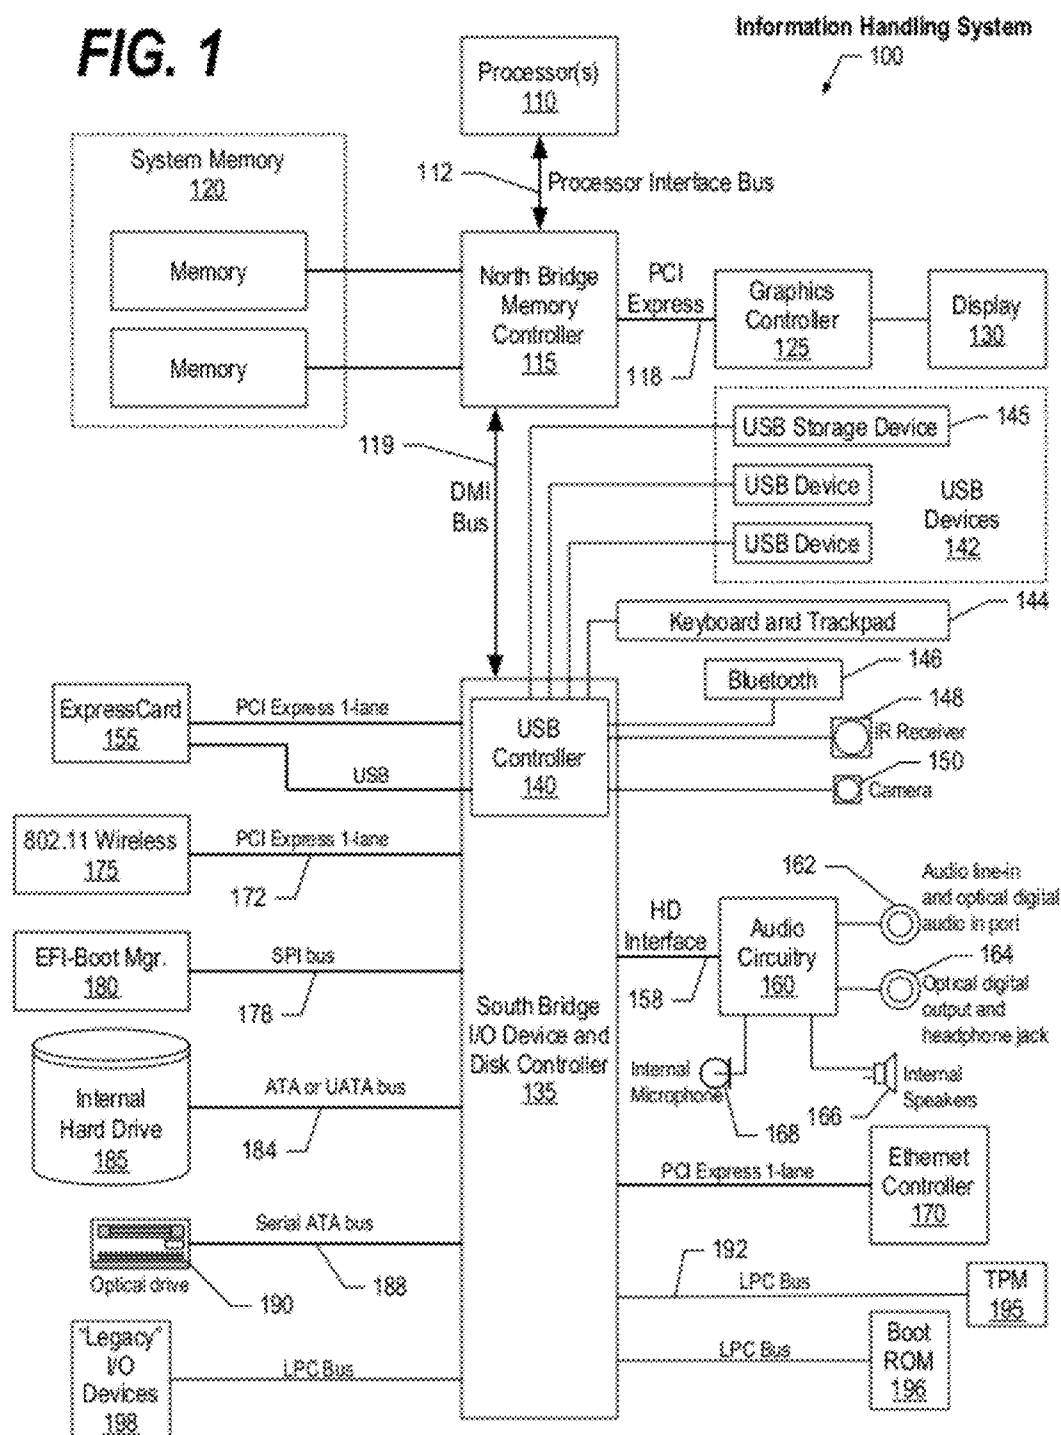 FIG. 1
Information Handling System
100
Processor(s)
110
112
Processor Interface Bus
System Memory
120
Memory
Memory
North Bridge
Memory
Controller
115
PCI
Express
118
Graphics
Controller
125
Display
130
119
DMI
Bus
USB Storage Device
145
USB Device
USB Device
USB
Devices
142
144
Keyboard and Trackpad
146
Bluetooth
148
IR Receiver
150
Camera
ExpressCard
155
PCI Express 1-lane
USB
USB
Controller
140
802.11 Wireless
175
PCI Express 1-lane
172
EFI-Boot Mgr.
180
SPI bus
178
South Bridge
I/O Device and
Disk Controller
135
HD
Interface
158
Audio
Circuitry
160
162
Audio line-in
and optical digital
audio in port
164
Optical digital
output and
headphone jack
Internal
Microphone
168
166
Internal
Speakers
Internal
Hard Drive
185
ATA or UATA bus
184
PCI Express 1-lane
Ethernet
Controller
170
Optical drive
190
Serial ATA bus
188
192
LPC Bus
TPM
195
"Legacy"
I/O
Devices
198
LPC Bus
LPC Bus
Boot
ROM
196